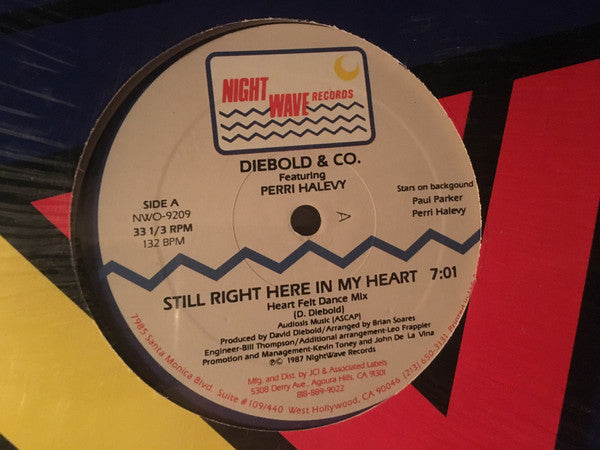 NIGHT
WAVE RECORDS
DIEBOLD & CO.
Featuring
PERRI HALEVY
SIDE A
NWO-9209
33 1/3 RPM
132 BPM
A
Stars on backgound
Paul Parker
Perri Halevy
STILL RIGHT HERE IN MY HEART 7:01
Heart Felt Dance Mix
(D. Diebold)
Audiosis Music (ASCAP)
Produced by David Diebold/Arranged by Brian Soares
Engineer-Bill Thompson/Additional arrangement-Leo Frappier
Promotion and Management-Kevin Toney and John De La Vina
℗© 1987 NightWave Records
Mfg. and Dist. by JCI & Associated Labels
5308 Derry Ave., Agoura Hills, CA 91301
818-889-9022
7985 Santa Monica Blvd. Suite #109/440 West Hollywood, CA 90046 (213) 650-3131